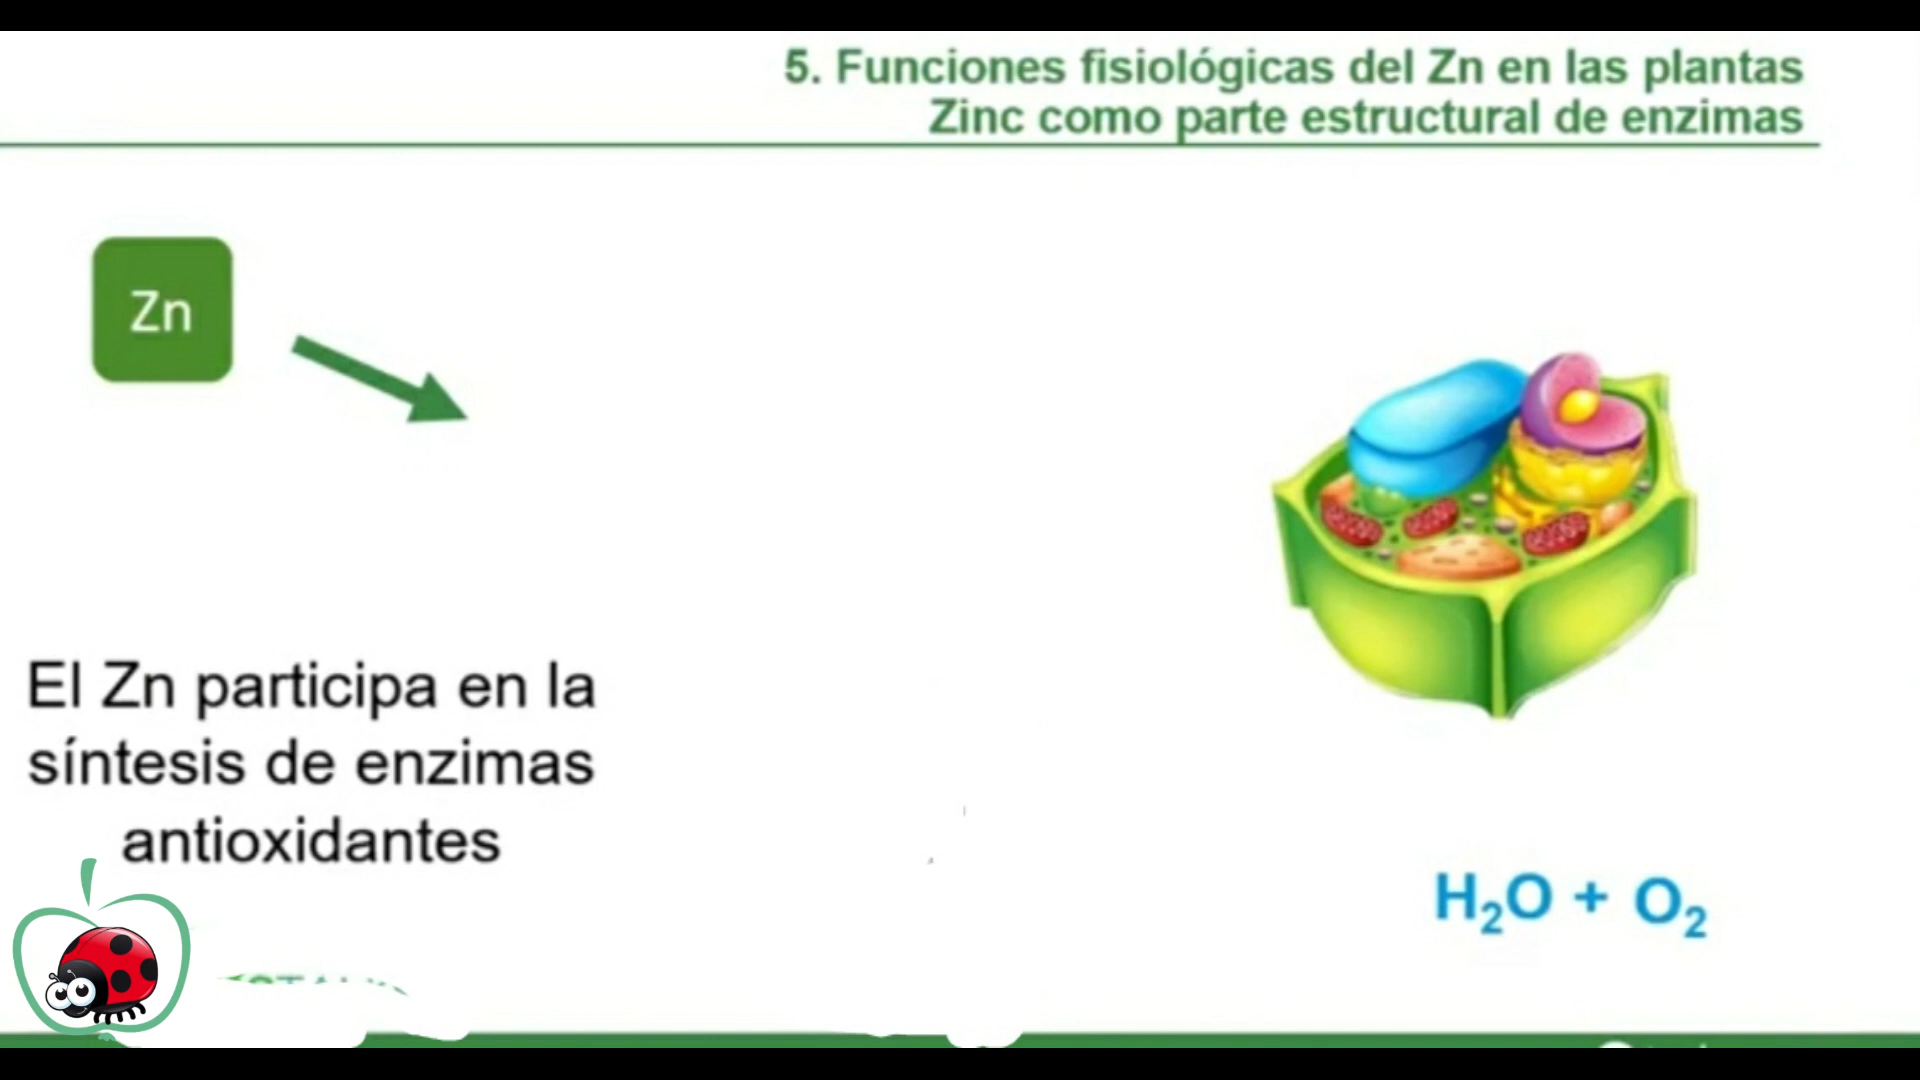 5. Funciones fisiológicas del Zn en las plantas
Zinc como parte estructural de enzimas
Zn
El Zn participa en la
síntesis de enzimas
antioxidantes
H₂O + O₂